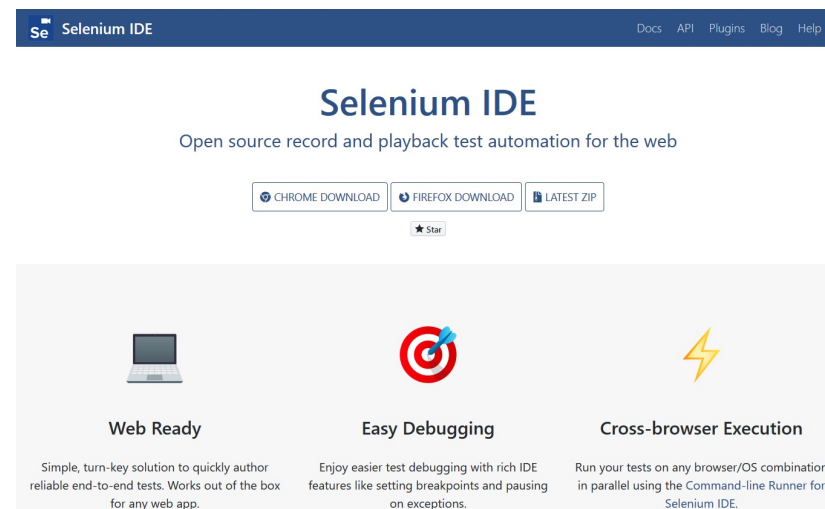 Se Selenium IDE Docs API Plugins Blog Help
Selenium IDE
Open source record and playback test automation for the web
CHROME DOWNLOAD FIREFOX DOWNLOAD LATEST ZIP
Star
Web Ready
Simple, turn-key solution to quickly author
reliable end-to-end tests. Works out of the box
for any web app.
Easy Debugging
Enjoy easier test debugging with rich IDE
features like setting breakpoints and pausing
on exceptions.
Cross-browser Execution
Run your tests on any browser/OS combination
in parallel using the Command-line Runner for
Selenium IDE.